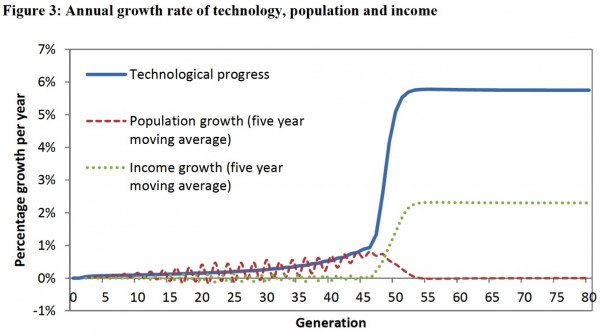 Figure 3: Annual growth rate of technology, population and income
7%
6%
5%
4%
3%
2%
1%
0%
-1%
Percentage growth per year
Technological progress
Population growth (five year
moving average)
Income growth (five year
moving average)
0 5 10 15 20 25 30 35 40 45 50 55 60 65 70 75 80
Generation